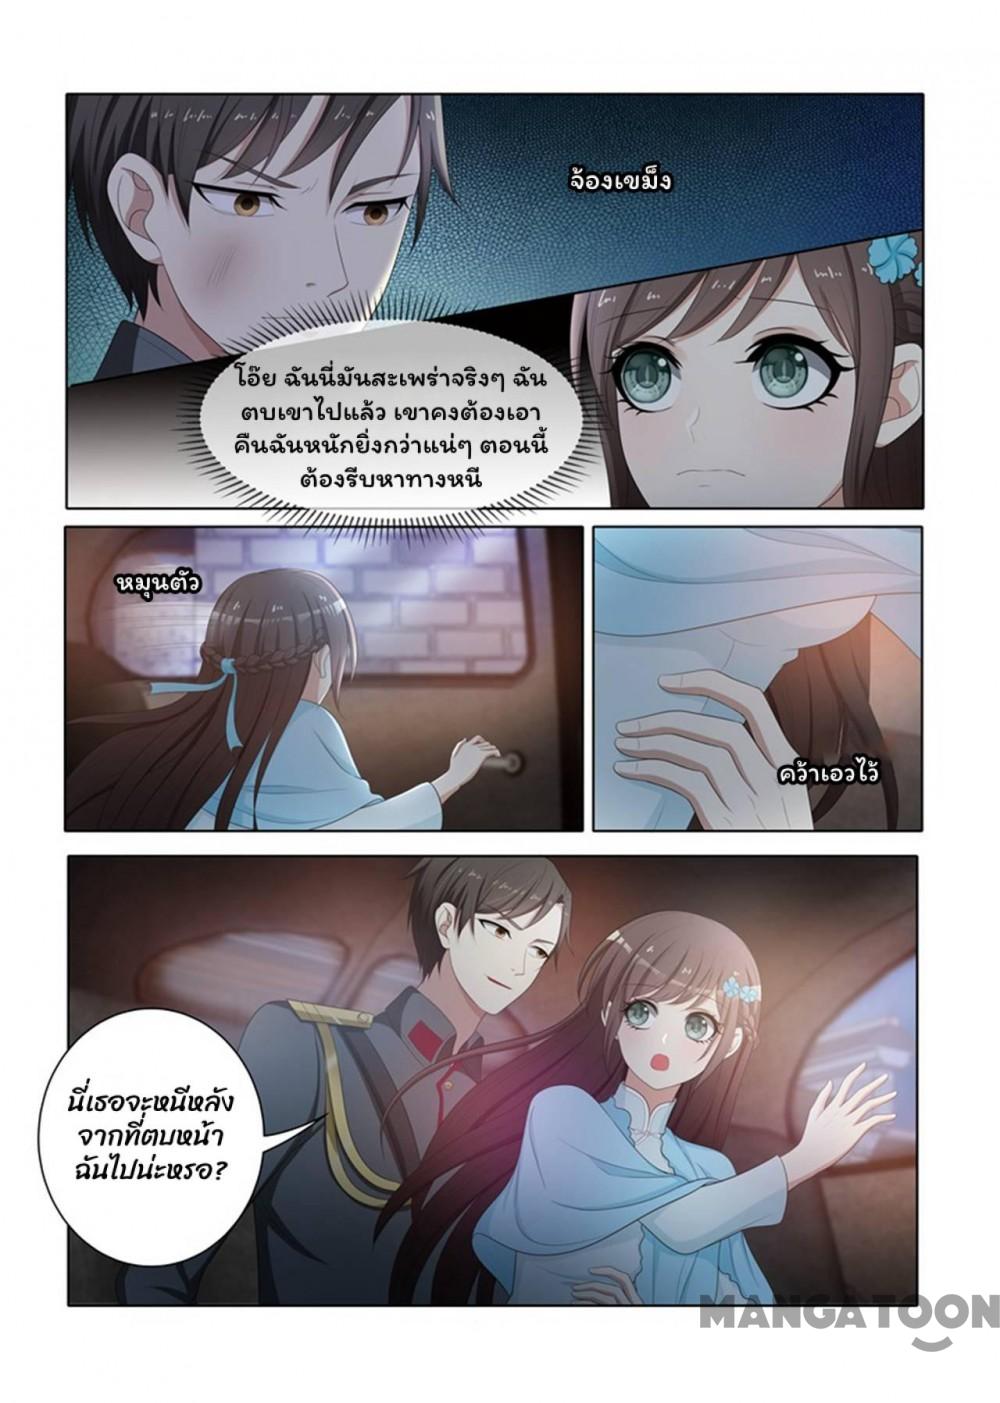 จ้องเขม็ง
โอ๊ย ฉันนี่มันสะเพร่าจริงๆ ฉัน
ตบเขาไปแล้ว เขาคงต้องเอา
คืนฉันหนักยิ่งกว่าแน่ๆ ตอนนี้
ต้องรีบหาทางหนี
หมุนตัว
คว้าเอวไว้
นี่เธอจะหนีหลัง
จากที่ตบหน้า
ฉันไปน่ะหรอ?
MANGATOON